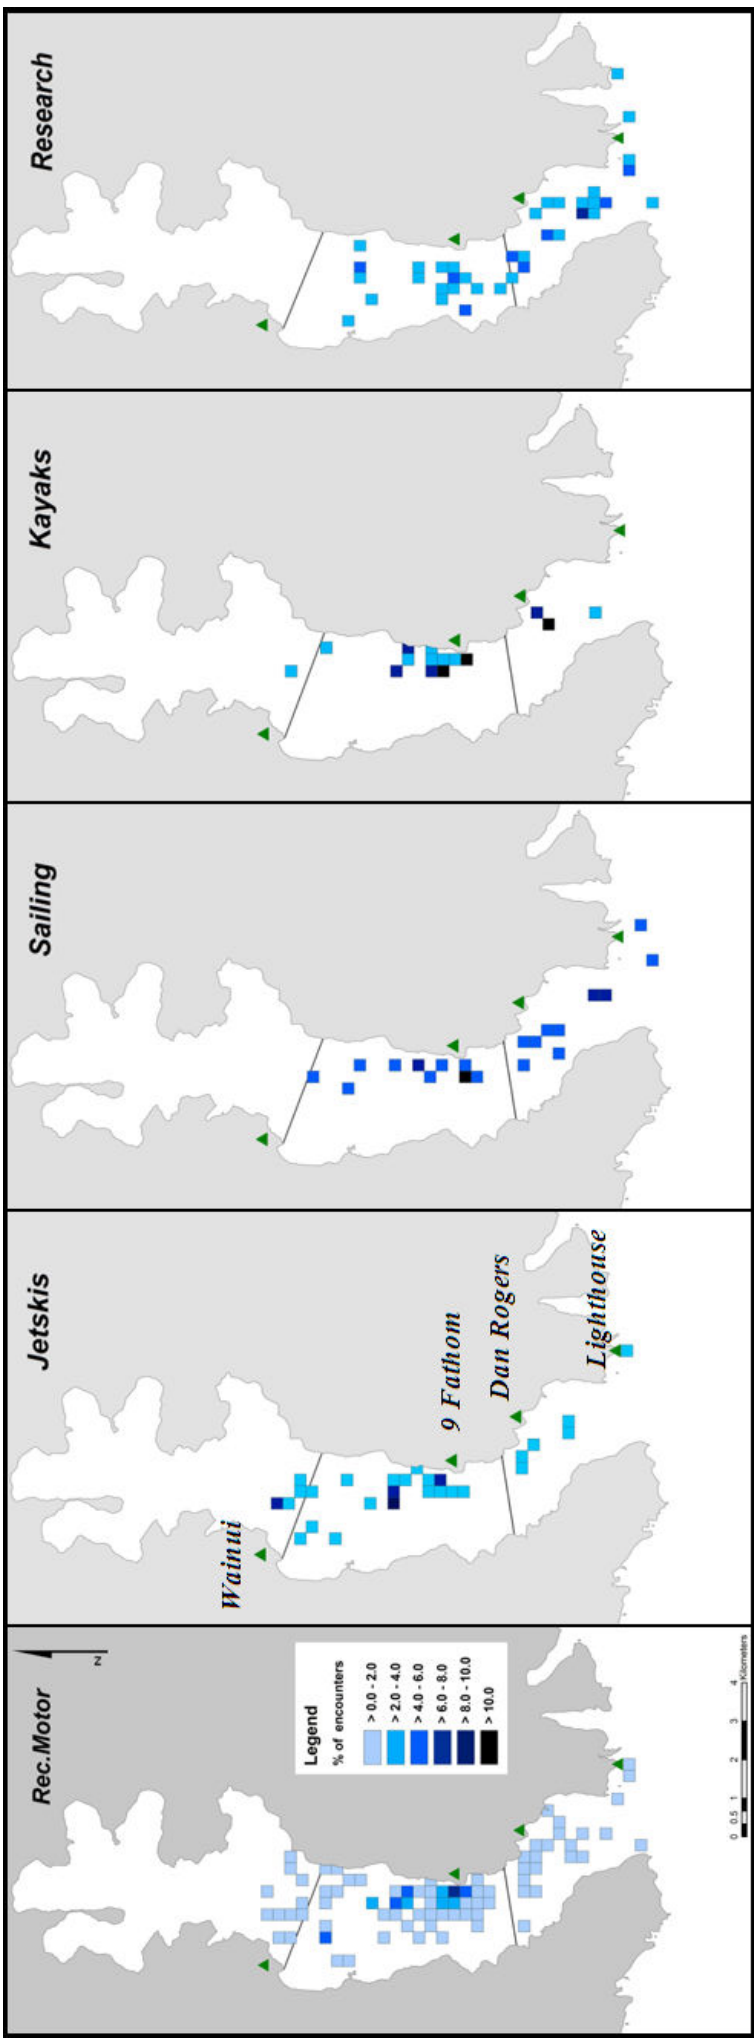 Rec.Motor
Jetskis
Sailing
Kayaks
Research
Wainui
9 Fathom
Dan Rogers
Lighthouse
N
Legend
% of encounters
> 0.0 - 2.0
> 2.0 - 4.0
> 4.0 - 6.0
> 6.0 - 8.0
> 8.0 - 10.0
> 10.0
0 0.5 1 2 3 4
Kilometers